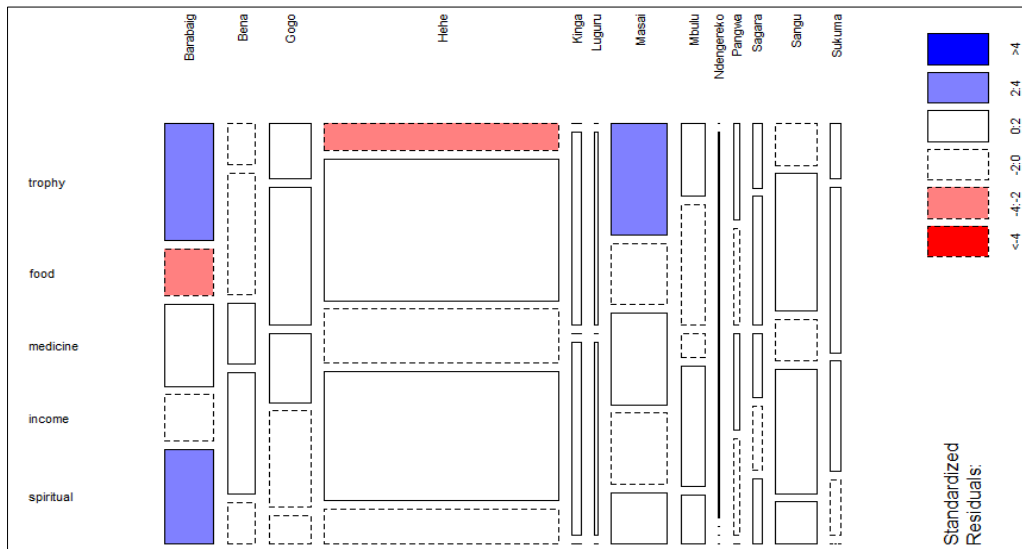 Barabaig
Bena
Gogo
Hehe
Kinga
Luguru
Masai
Mbulu
Ndengereko
Pangwa
Sagara
Sangu
Sukuma
trophy
food
medicine
income
spiritual
>4
2:4
0:2
-2:0
-4:-2
<-4
Standardized
Residuals: